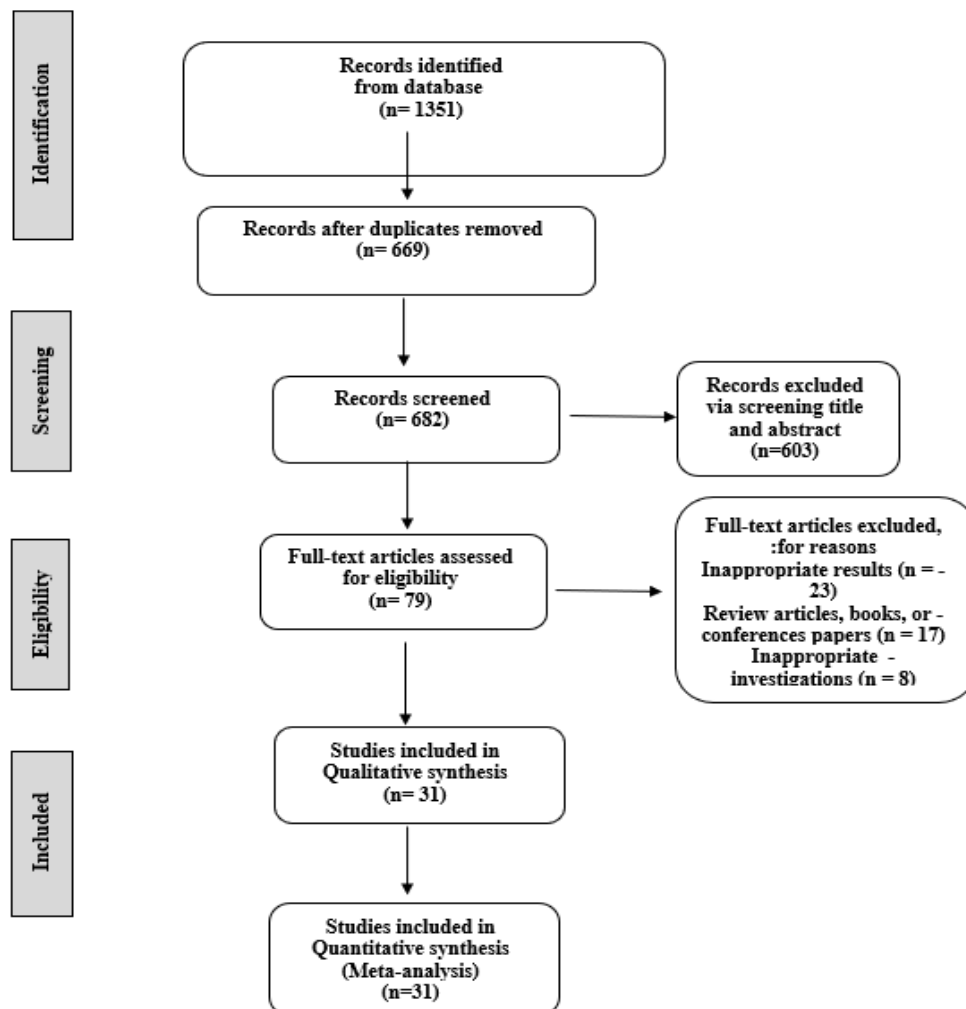 Identification
Records identified
from database
(n= 1351)
Records after duplicates removed
(n= 669)
Screening
Records screened
(n= 682)
Records excluded
via screening title
and abstract
(n=603)
Eligibility
Full-text articles assessed
for eligibility
(n= 79)
Full-text articles excluded,
:for reasons
Inappropriate results (n = -
23)
Review articles, books, or -
conferences papers (n = 17)
Inappropriate -
investigations (n = 8)
Included
Studies included in
Qualitative synthesis
(n= 31)
Studies included in
Quantitative synthesis
(Meta-analysis)
(n=31)